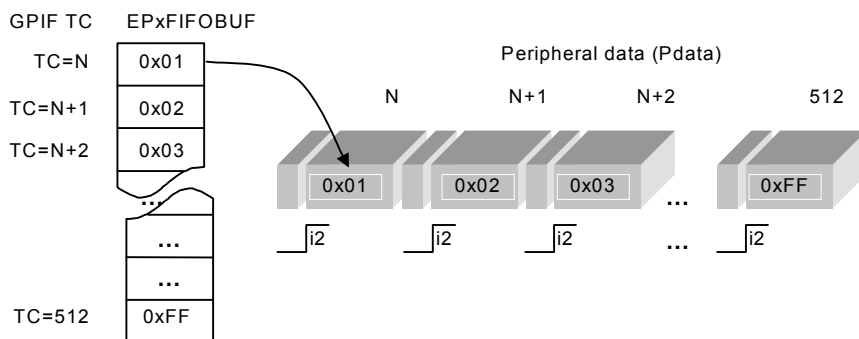 GPIF TC EPxFIFOBUF
Peripheral data (Pdata)
TC=N 0x01
N N+1 N+2 512
TC=N+1 0x02
TC=N+2 0x03
0x01 0x02 0x03 0xFF
...
...
i2 i2 i2 ... i2
...
...
TC=512 0xFF